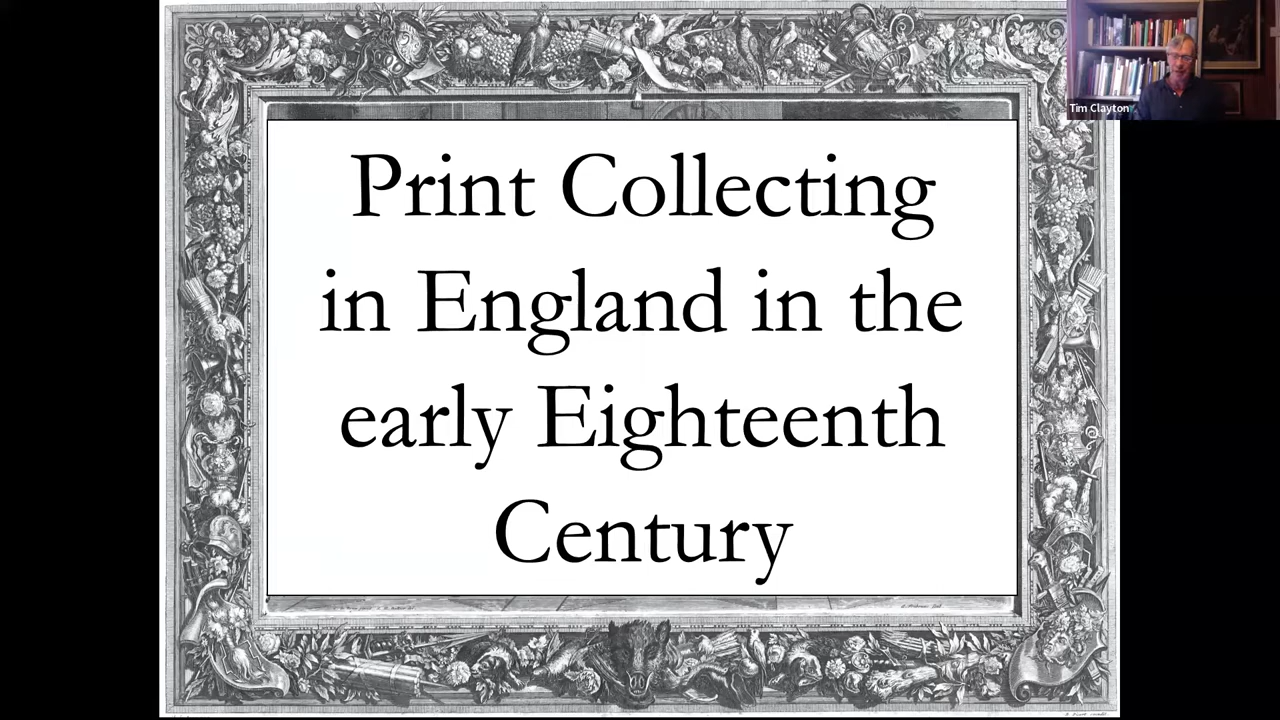 Tim Clayton
Print Collecting
in England in the
early Eighteenth
Century